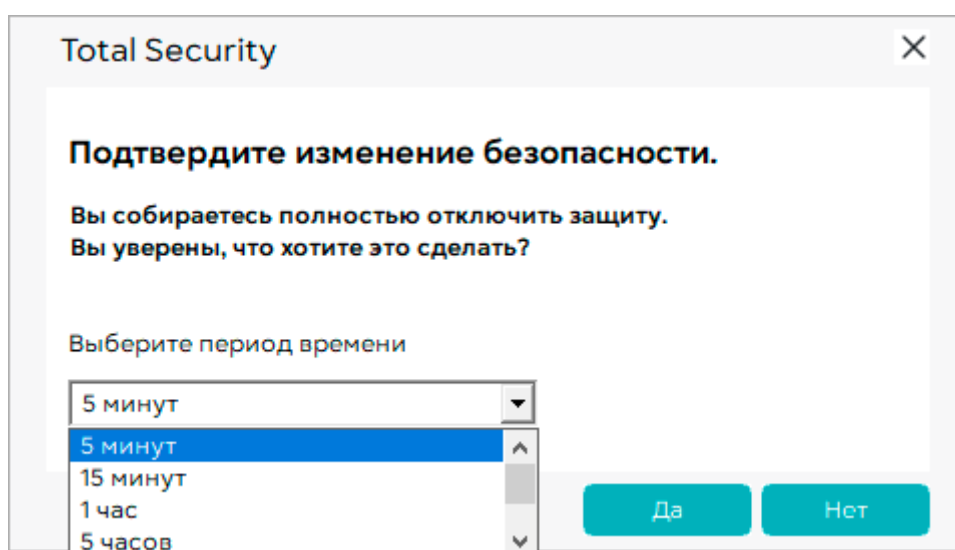 Total Security
Подтвердите изменение безопасности.
Вы собираетесь полностью отключить защиту.
Вы уверены, что хотите это сделать?
Выберите период времени
5 минут
5 минут
15 минут
1 час
5 часов
Да
Нет